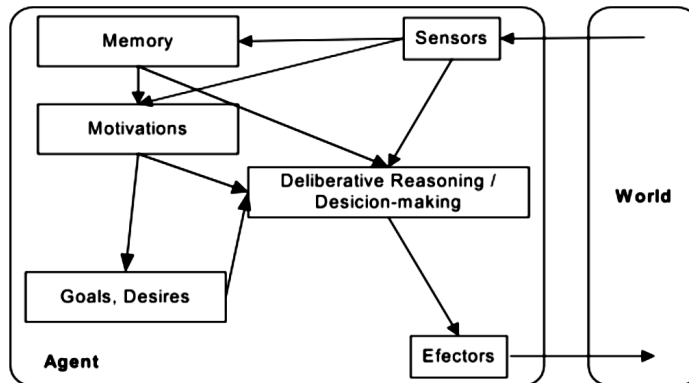 Memory
Sensors
Motivations
Deliberative Reasoning /
Desicion-making
World
Goals, Desires
Efectors
Agent